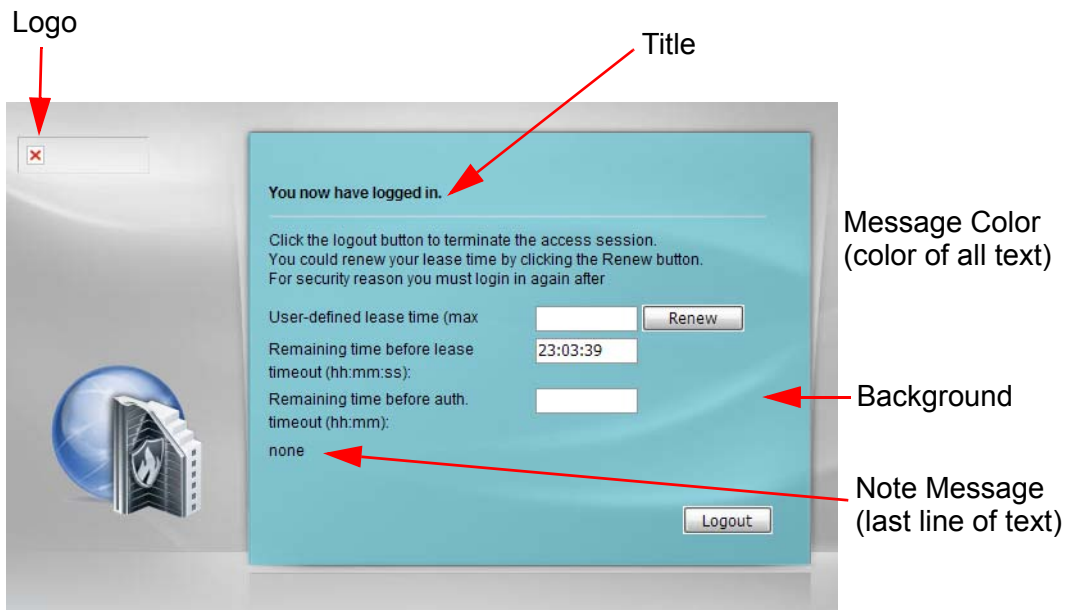 Logo
Title
You now have logged in.
Click the logout button to terminate the access session.
You could renew your lease time by clicking the Renew button.
For security reason you must login in again after
User-defined lease time (max
Renew
Remaining time before lease
timeout (hh:mm:ss):
23:03:39
Remaining time before auth.
timeout (hh:mm):
none
Logout
Message Color
(color of all text)
Background
Note Message
(last line of text)